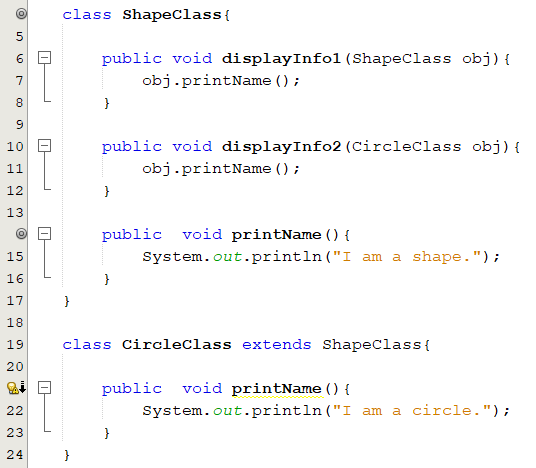 class ShapeClass{
5
6 public void displayInfo1(ShapeClass obj){
7 obj.printName();
8 }
9
10 public void displayInfo2(CircleClass obj){
11 obj.printName();
12 }
13
public  void printName(){
15 System.out.println("I am a shape.");
16 }
17 }
18
19 class CircleClass extends ShapeClass{
20
public  void printName(){
22 System.out.println("I am a circle.");
23 }
24 }